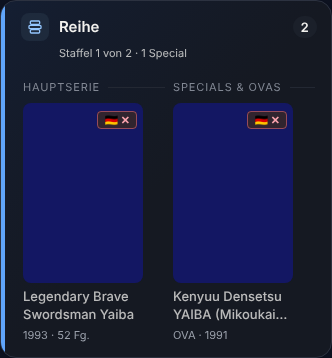 Reihe
2
Staffel 1 von 2 · 1 Special
HAUPTSERIE
SPECIALS & OVAS
🇩🇪 ✕
🇩🇪 ✕
Legendary Brave
Swordsman Yaiba
1993 · 52 Fg.
Kenyuu Densetsu
YAIBA (Mikoukai...
OVA · 1991